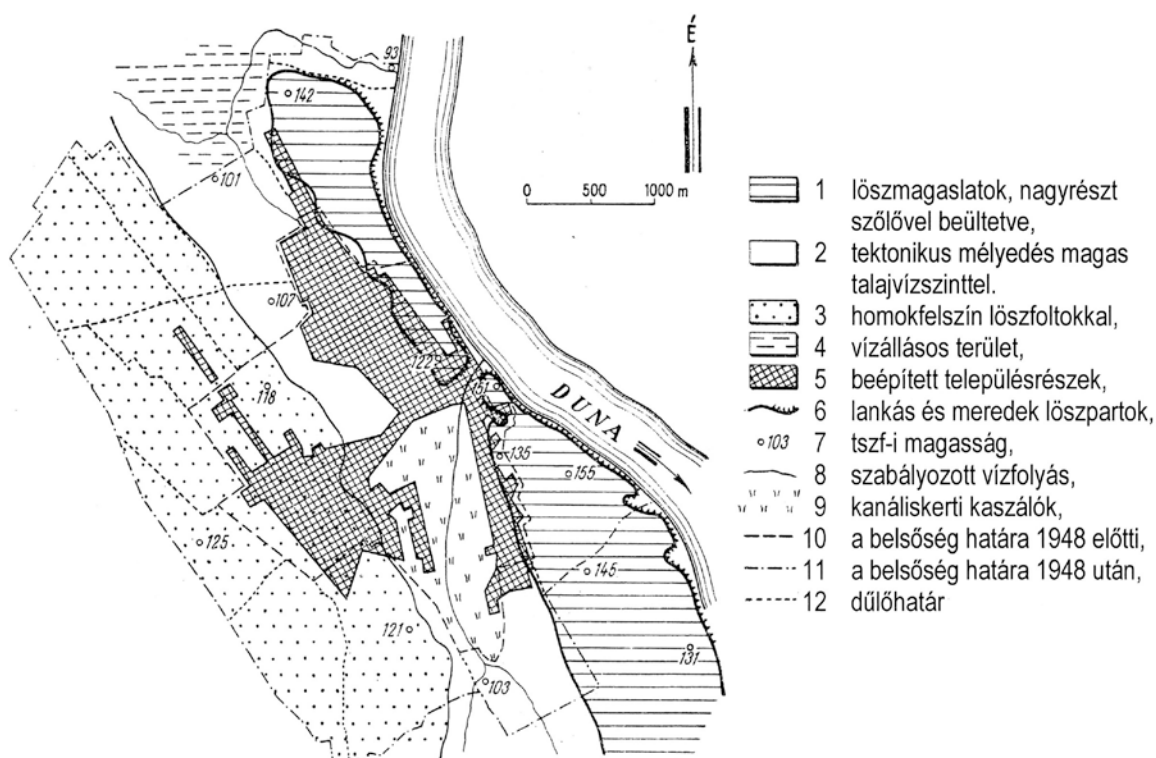 93
É
142
101
0 500 1000 m
107
122
151
DUNA
118
135
155
125
145
121
131
103
1 löszmagaslatok, nagyrészt
szőlővel beültetve,
2 tektonikus mélyedés magas
talajvízszinttel.
3 homokfelszín löszfoltokkal,
4 vízállásos terület,
5 beépített településrészek,
6 lankás és meredek löszpartok,
103 7 tszf-i magasság,
8 szabályozott vízfolyás,
9 kanáliskerti kaszálók,
10 a belsőség határa 1948 előtti,
11 a belsőség határa 1948 után,
12 dűlőhatár